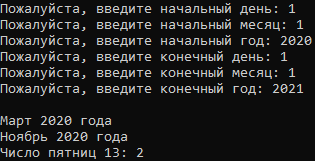 Пожалуйста, введите начальный день: 1
Пожалуйста, введите начальный месяц: 1
Пожалуйста, введите начальный год: 2020
Пожалуйста, введите конечный день: 1
Пожалуйста, введите конечный месяц: 1
Пожалуйста, введите конечный год: 2021
Март 2020 года
Ноябрь 2020 года
Число пятниц 13: 2